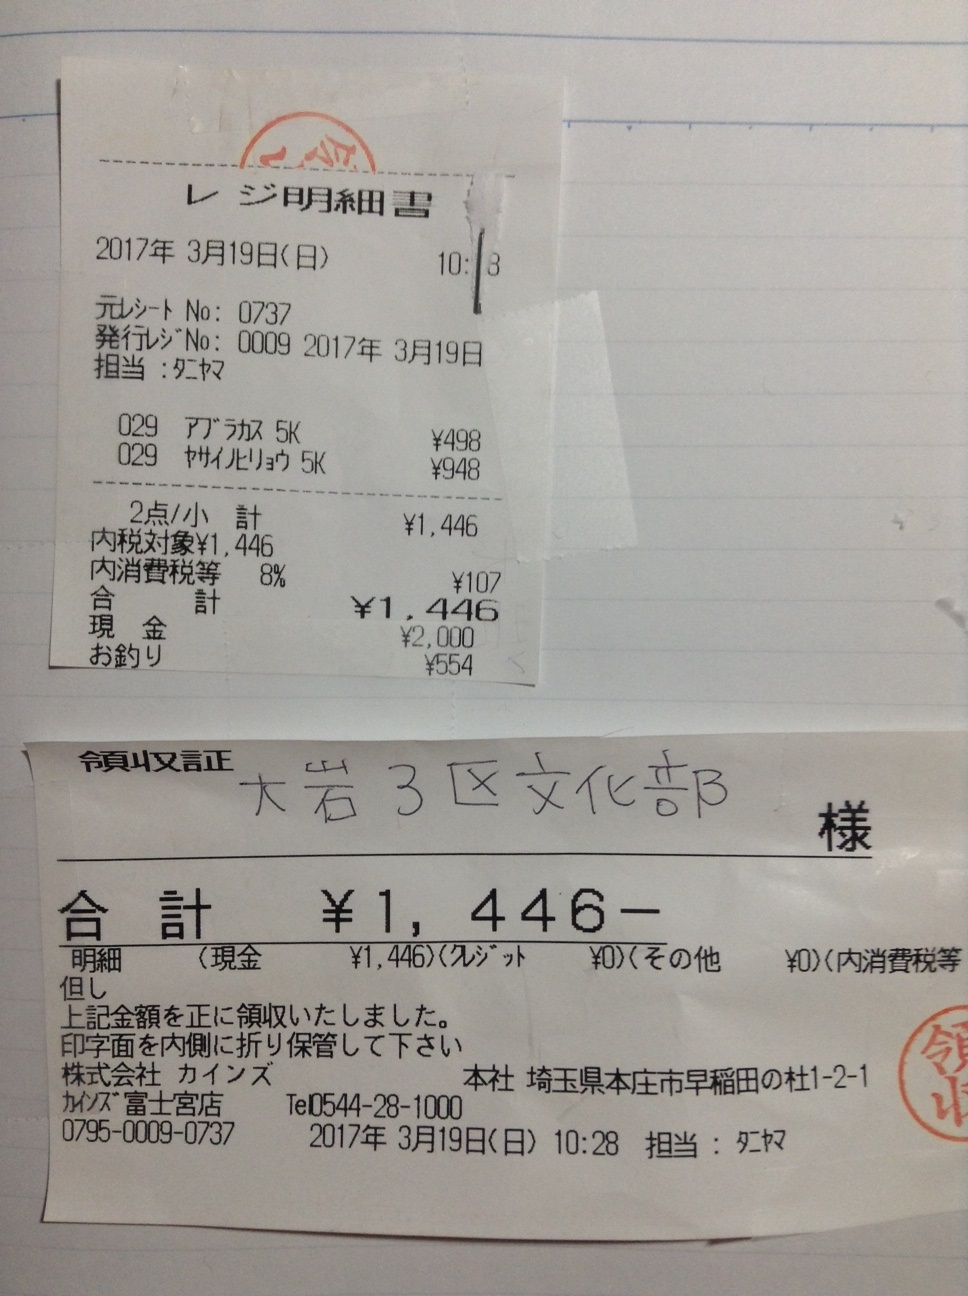 レジ明細書
2017年 3月19日(日) 10: 8
元ﾚｼｰﾄ No: 0737
発行ﾚｼﾞNo: 0009 2017年 3月19日
担当 :ﾀﾆﾔﾏ
029 ｱﾌﾞﾗｶｽ 5K ¥498
029 ﾔｻｲﾉﾋﾘｮｳ 5K ¥948
2点/小 計 ¥1,446
内税対象¥1,446
内消費税等 8% ¥107
合 計 ¥1,446
現 金 ¥2,000
お釣り ¥554
領収証
大岩3区文化部 様
合 計 ¥1,446−
明細 (現金 ¥1,446)(ｸﾚｼﾞｯﾄ ¥0)(その他 ¥0)(内消費税等
但し
上記金額を正に領収いたしました。
印字面を内側に折り保管して下さい
株式会社 カインズ 本社 埼玉県本庄市早稲田の杜1-2-1
ｶｲﾝｽﾞ富士宮店 Tel0544-28-1000
0795-0009-0737 2017年 3月19日(日) 10:28 担当 : ﾀﾆﾔﾏ
領収